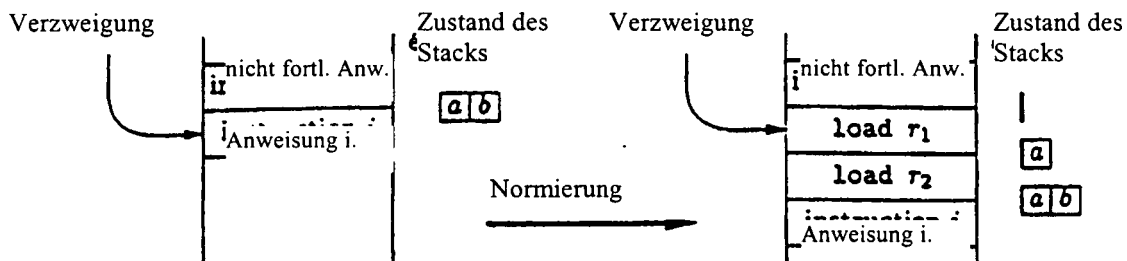 Verzweigung
Zustand des
Stacks
nicht fortl. Anw.
a b
Anweisung i.
Normierung
Verzweigung
Zustand des
Stacks
nicht fortl. Anw.
load r1
a
load r2
a b
Anweisung i.